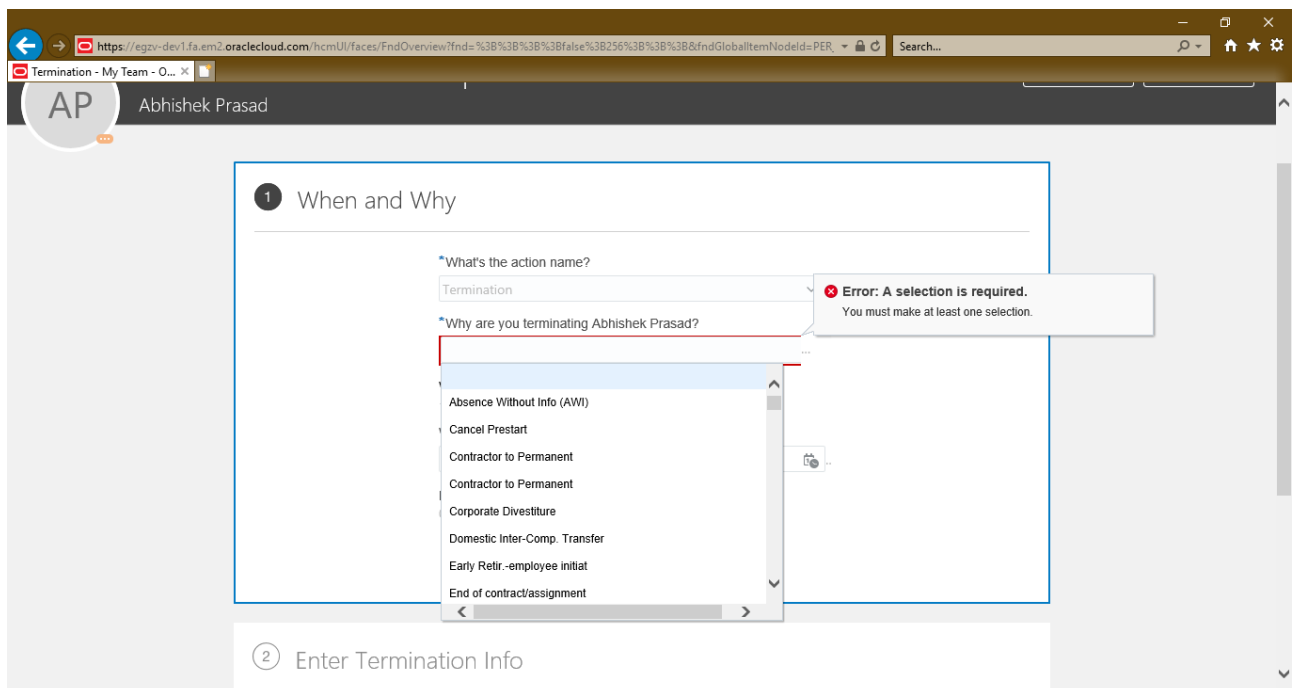 https://egzv-dev1.fa.em2.oraclecloud.com/hcmUI/faces/FndOverview?fnd=%3B%3B%3B%3Bfalse%3B256%3B%3B%3B&fndGlobalItemNodeId=PER_
Search...
Termination - My Team - O...
AP
Abhishek Prasad
1
When and Why
*What's the action name?
Termination
Error: A selection is required.
You must make at least one selection.
*Why are you terminating Abhishek Prasad?
Absence Without Info (AWI)
Cancel Prestart
Contractor to Permanent
Contractor to Permanent
Corporate Divestiture
Domestic Inter-Comp. Transfer
Early Retir.-employee initiat
End of contract/assignment
2
Enter Termination Info